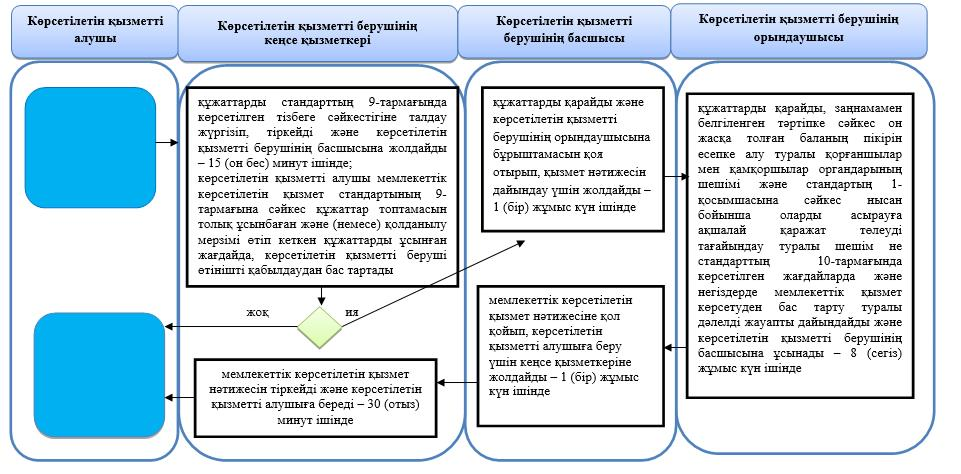 Көрсетілетін қызметті
алушы
Көрсетілетін қызметті берушінің
кеңсе қызметкері
Көрсетілетін қызметті
берушінің басшысы
Көрсетілетін қызметті берушінің
орындаушысы
құжаттарды стандарттың 9-тармағында
көрсетілген тізбеге сәйкестігіне талдау
жүргізіп, тіркейді және көрсетілетін
қызметті берушінің басшысына жолдайды
– 15 (он бес) минут ішінде;
көрсетілетін қызметті алушы мемлекеттік
көрсетілетін қызмет стандартының 9-
тармағына сәйкес құжаттар топтамасын
толық ұсынбаған және (немесе) қолданылу
мерзімі өтіп кеткен құжаттарды ұсынған
жағдайда, көрсетілетін қызметті беруші
өтінішті қабылдаудан бас тартады
құжаттарды қарайды және
көрсетілетін қызметті
берушінің орындаушысына
бұрыштамасын қоя
отырып, қызмет нәтижесін
дайындау үшін жолдайды –
1 (бір) жұмыс күн ішінде
құжаттарды қарайды, заңнамамен
белгіленген тәртіпке сәйкес он
жасқа толған баланың пікірін
есепке алу туралы қорғаншылар
мен қамқоршылар органдарының
шешімі және стандартың 1-
қосымшасына сәйкес нысан
бойынша оларды асырауға
ақшалай қаражат төлеуді
тағайындау туралы шешім не
стандарттың 10-тармағында
көрсетілген жағдайларда және
негіздерде мемлекеттік қызмет
көрсетуден бас тарту туралы
дәлелді жауапты дайындайды және
көрсетілетін қызметті берушінің
басшысына ұсынады – 8 (сегіз)
жұмыс күн ішінде
жоқ
ия
мемлекеттік көрсетілетін
қызмет нәтижесіне қол
қойып, көрсетілетін
қызметті алушыға беру
үшін кеңсе қызметкеріне
жолдайды – 1 (бір) жұмыс
күн ішінде
мемлекеттік көрсетілетін қызмет
нәтижесін тіркейді және көрсетілетін
қызметті алушыға береді – 30 (отыз)
минут ішінде